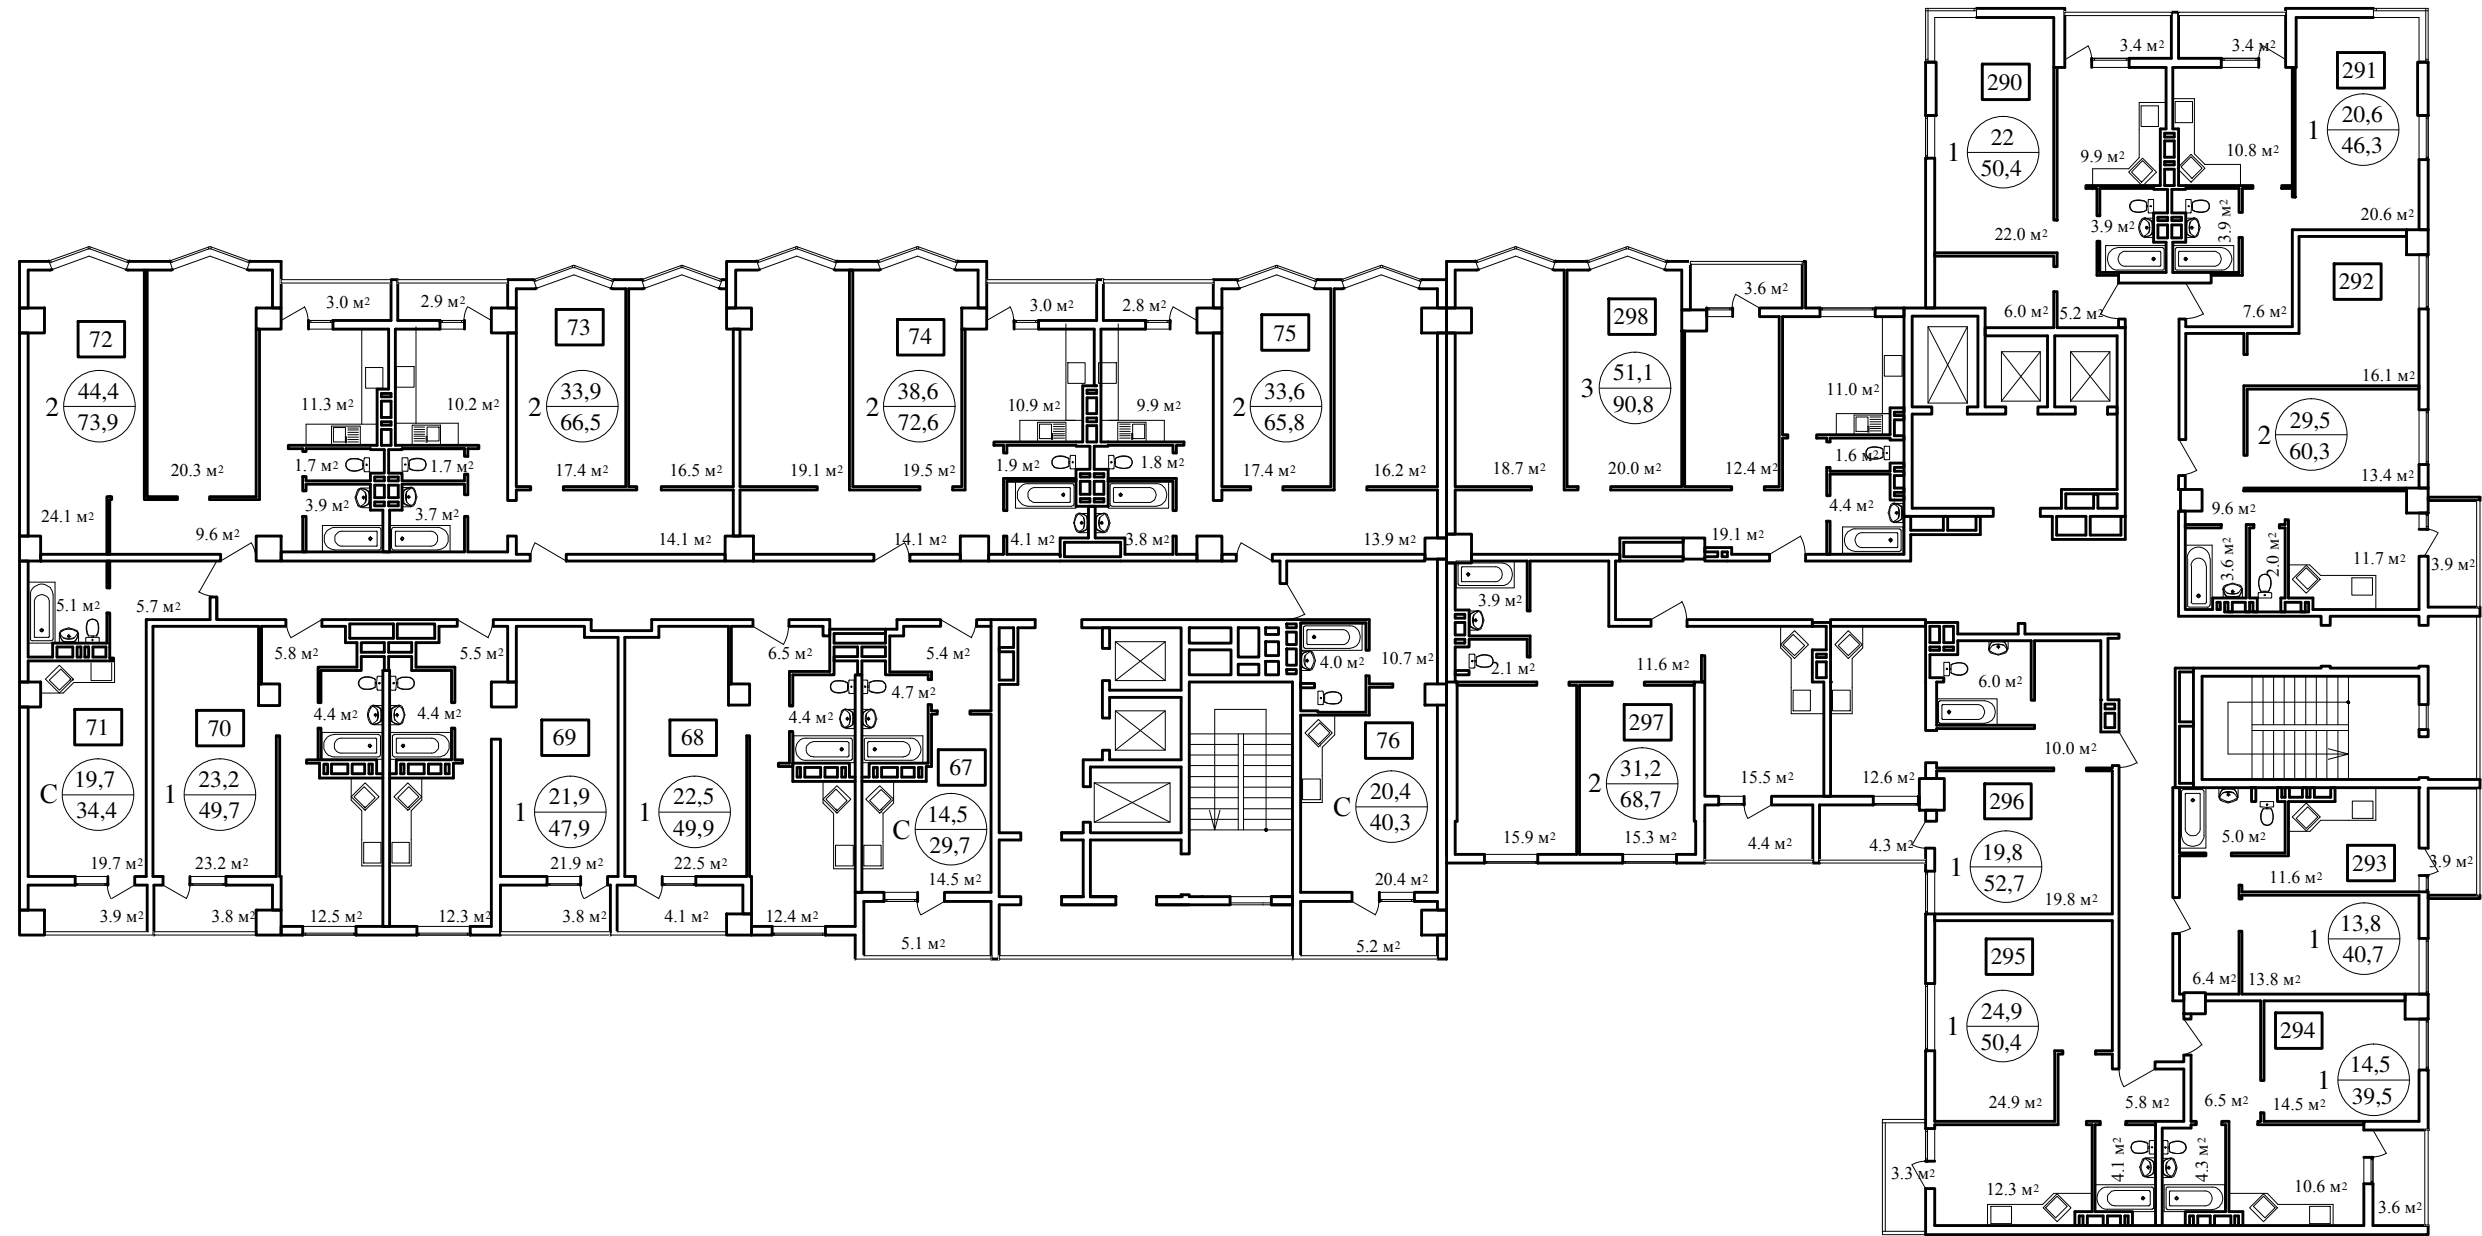 3.4 м²
3.4 м²
290
291
1
22
50,4
1
20,6
46,3
9.9 м²
10.8 м²
3.9 м²
3.9 м²
22.0 м²
20.6 м²
6.0 м²
5.2 м²
7.6 м²
292
16.1 м²
2
29,5
60,3
13.4 м²
9.6 м²
3.6 м²
2.0 м²
11.7 м²
3.9 м²
72
2
44,4
73,9
20.3 м²
24.1 м²
9.6 м²
3.0 м²
11.3 м²
1.7 м²
3.9 м²
2.9 м²
10.2 м²
1.7 м²
3.7 м²
73
2
33,9
66,5
17.4 м²
16.5 м²
14.1 м²
74
2
38,6
72,6
19.1 м²
19.5 м²
14.1 м²
3.0 м²
10.9 м²
1.9 м²
4.1 м²
2.8 м²
9.9 м²
1.8 м²
3.8 м²
75
2
33,6
65,8
17.4 м²
16.2 м²
13.9 м²
298
3
51,1
90,8
3.6 м²
11.0 м²
18.7 м²
20.0 м²
12.4 м²
1.6 м²
4.4 м²
19.1 м²
5.1 м²
5.7 м²
71
С
19,7
34,4
19.7 м²
3.9 м²
5.8 м²
4.4 м²
70
1
23,2
49,7
23.2 м²
3.8 м²
12.5 м²
5.5 м²
4.4 м²
69
1
21,9
47,9
21.9 м²
12.3 м²
3.8 м²
68
1
22,5
49,9
22.5 м²
4.1 м²
6.5 м²
4.4 м²
12.4 м²
5.4 м²
4.7 м²
67
С
14,5
29,7
14.5 м²
5.1 м²
4.0 м²
10.7 м²
76
С
20,4
40,3
20.4 м²
5.2 м²
3.9 м²
2.1 м²
11.6 м²
297
2
31,2
68,7
15.9 м²
15.3 м²
15.5 м²
4.4 м²
6.0 м²
10.0 м²
12.6 м²
4.3 м²
296
1
19,8
52,7
19.8 м²
5.0 м²
11.6 м²
293
3.9 м²
1
13,8
40,7
6.4 м²
13.8 м²
295
1
24,9
50,4
24.9 м²
5.8 м²
3.3 м²
12.3 м²
4.1 м²
294
1
14,5
39,5
6.5 м²
14.5 м²
4.3 м²
10.6 м²
3.6 м²